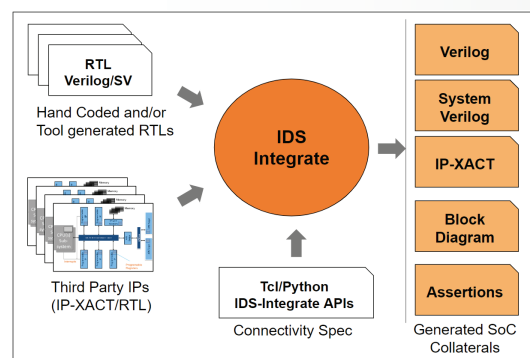 RTL
Verilog/SV
Hand Coded and/or
Tool generated RTLs
Third Party IPs
(IP-XACT/RTL)
IDS
Integrate
Tcl/Python
IDS-Integrate APIs
Connectivity Spec
Verilog
System
Verilog
IP-XACT
Block
Diagram
Assertions
Generated SoC
Collaterals